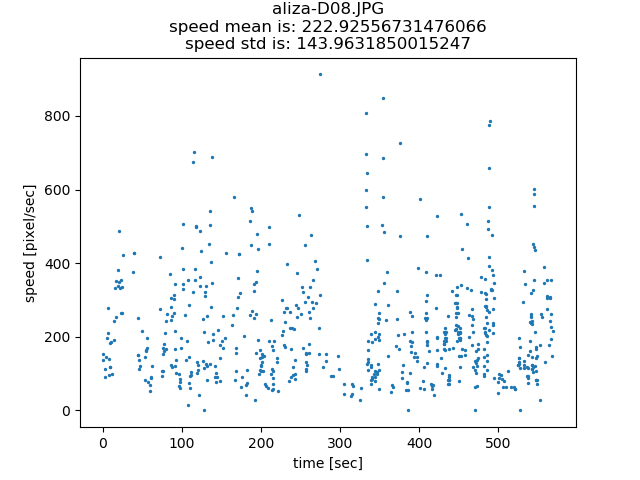 aliza-D08.JPG
speed mean is: 222.92556731476066
speed std is: 143.9631850015247
speed [pixel/sec]
800
600
400
200
0
0 100 200 300 400 500
time [sec]